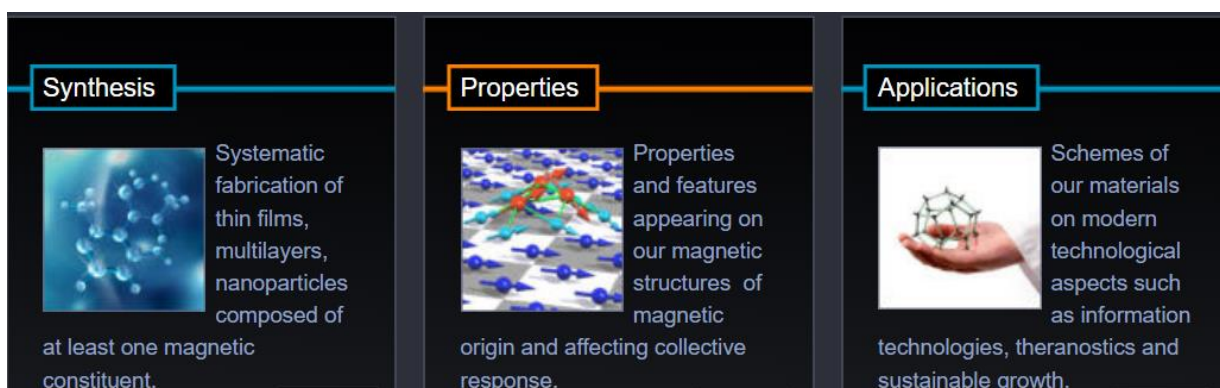 Synthesis
Systematic
fabrication of
thin films,
multilayers,
nanoparticles
composed of
at least one magnetic
constituent.
Properties
Properties
and features
appearing on
our magnetic
structures of
magnetic
origin and affecting collective
response.
Applications
Schemes of
our materials
on modern
technological
aspects such
as information
technologies, theranostics and
sustainable growth.